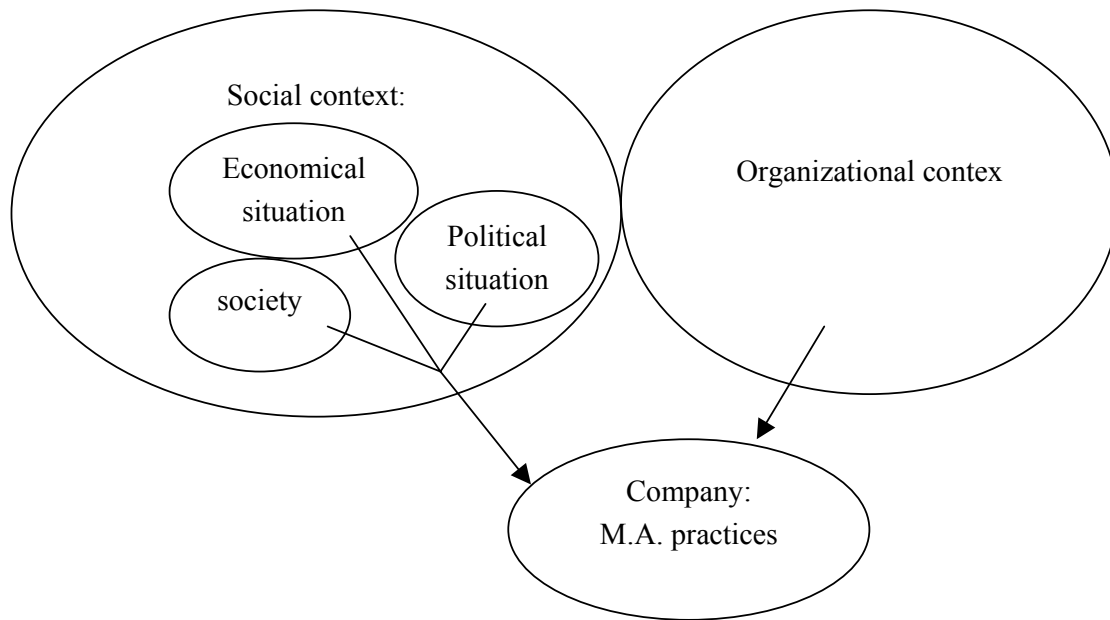 Social context:
Economical
situation
Political
situation
society
Organizational contex
Company:
M.A. practices